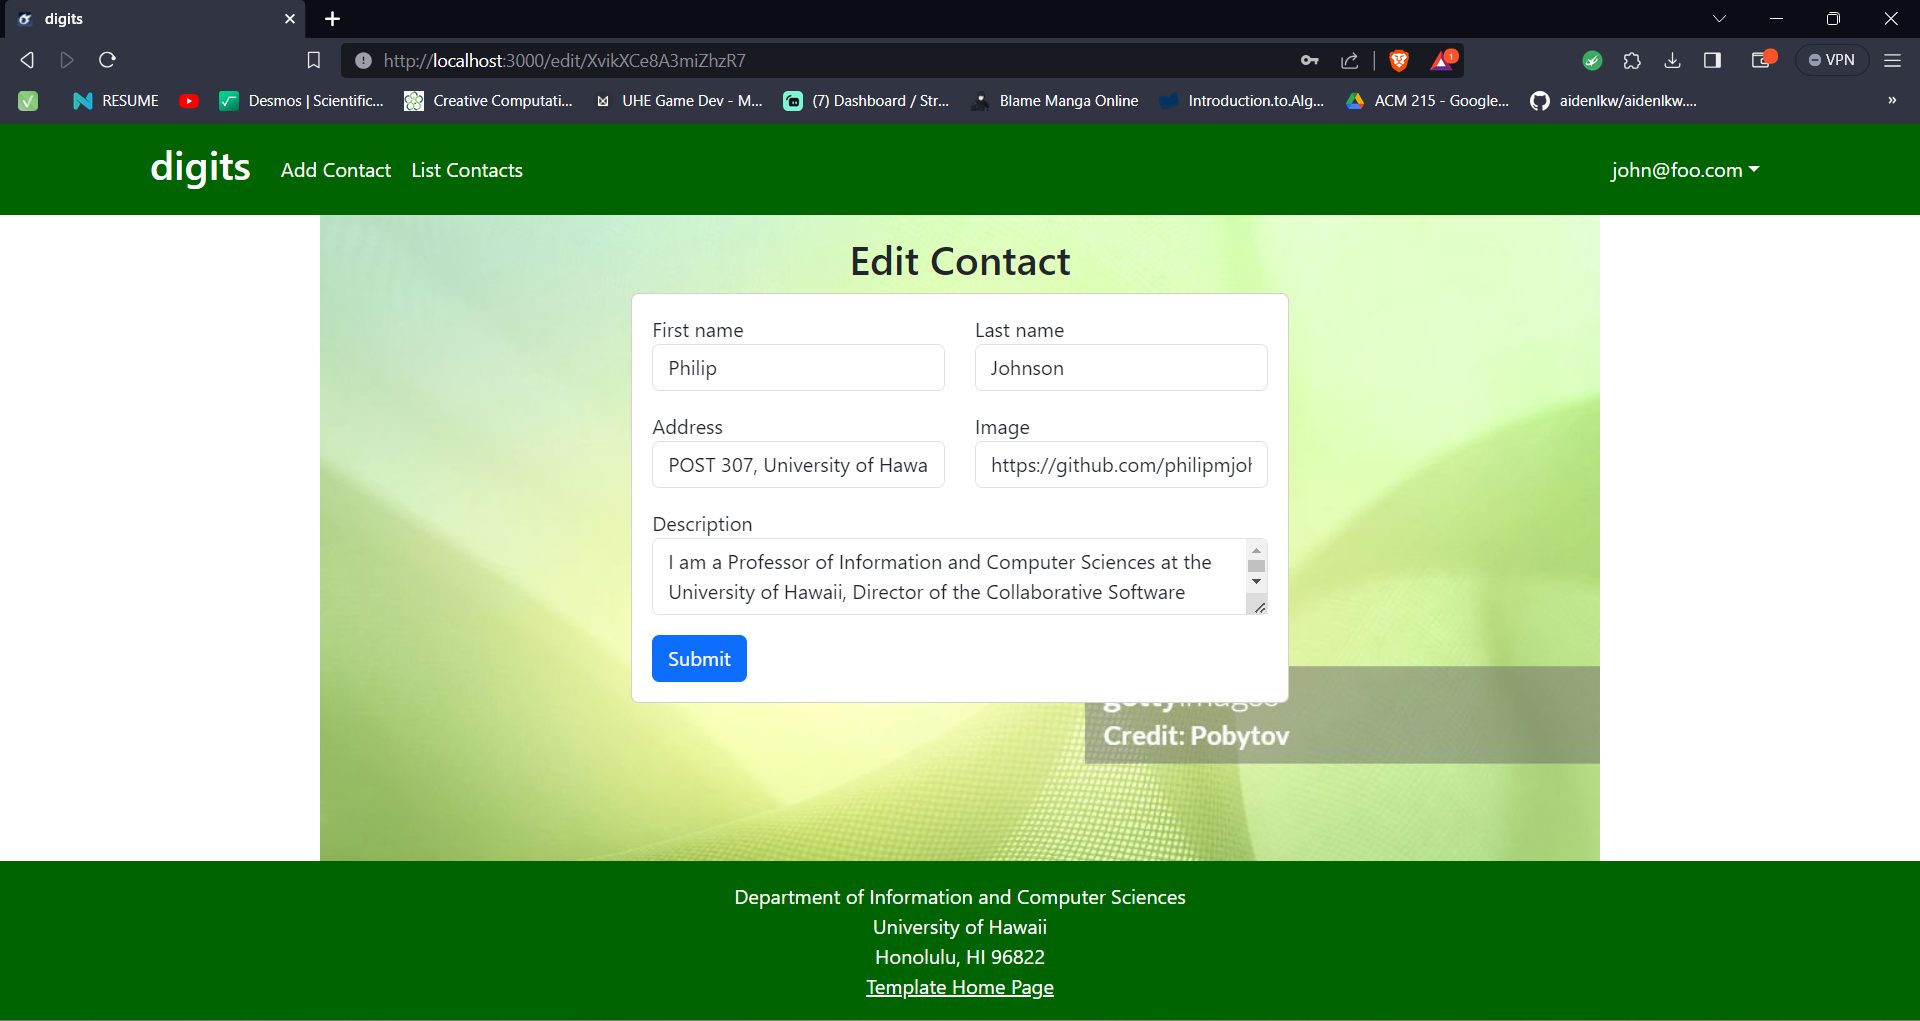 digits
http://localhost:3000/edit/XvikXCe8A3miZhzR7
1
VPN
RESUME
Desmos | Scientific...
Creative Computati...
UHE Game Dev - M...
(7) Dashboard / Str...
Blame Manga Online
Introduction.to.Alg...
ACM 215 - Google...
aidenlkw/aidenlkw....
»
digits
Add Contact
List Contacts
john@foo.com
Edit Contact
First name
Last name
Philip
Johnson
Address
Image
POST 307, University of Hawa
https://github.com/philipmjoh
Description
I am a Professor of Information and Computer Sciences at the
University of Hawaii, Director of the Collaborative Software
Submit
gettyimages
Credit: Pobytov
Department of Information and Computer Sciences
University of Hawaii
Honolulu, HI 96822
Template Home Page